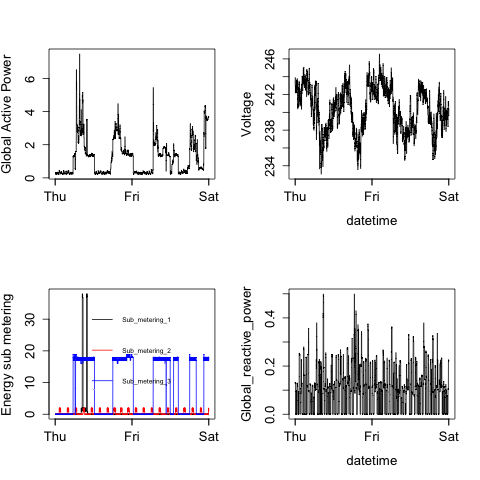 Global Active Power
0 2 4 6
Thu Fri Sat
Voltage
234 238 242 246
Thu Fri Sat
datetime
Energy sub metering
0 10 20 30
Sub_metering_1
Sub_metering_2
Sub_metering_3
Thu Fri Sat
Global_reactive_power
0.0 0.2 0.4
Thu Fri Sat
datetime